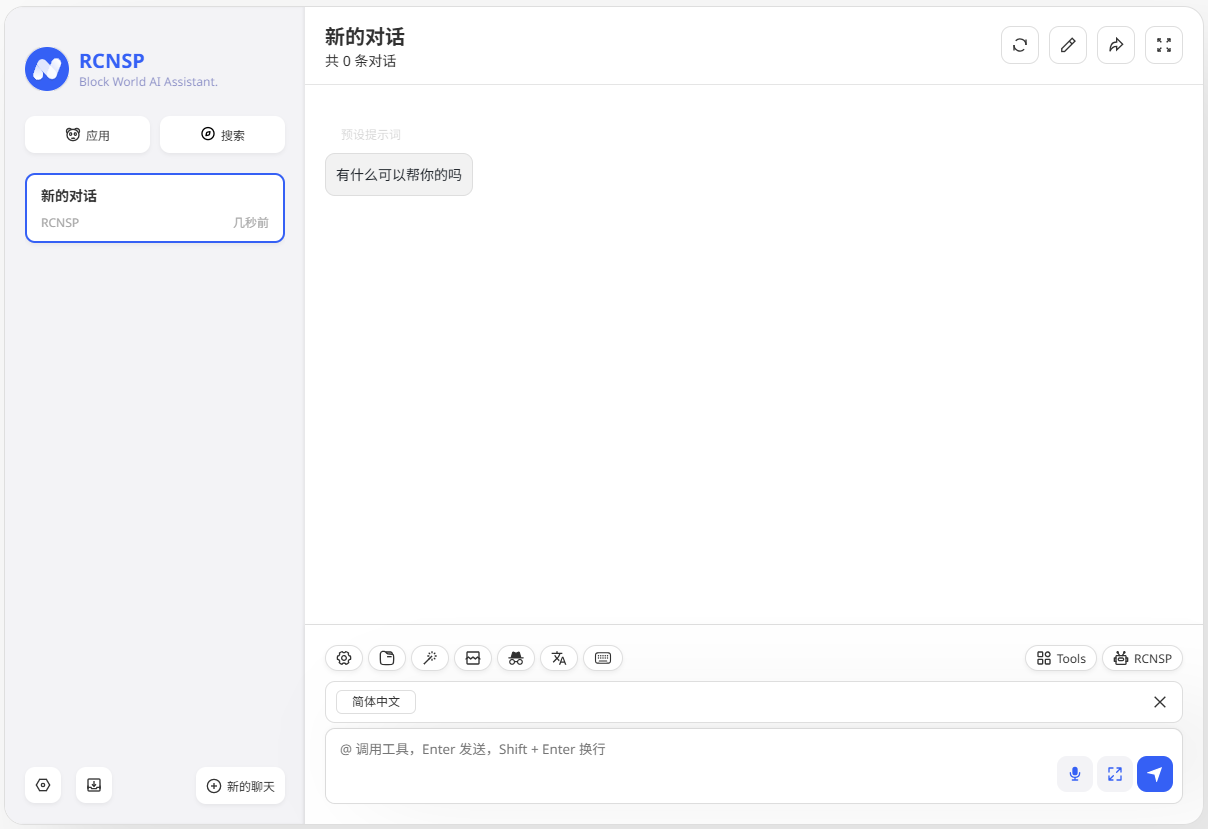 RCNSP
Block World AI Assistant.
应用
搜索
新的对话
RCNSP
几秒前
新的聊天
新的对话
共 0 条对话
预设提示词
有什么可以帮你的吗
Tools
RCNSP
简体中文
@ 调用工具，Enter 发送，Shift + Enter 换行